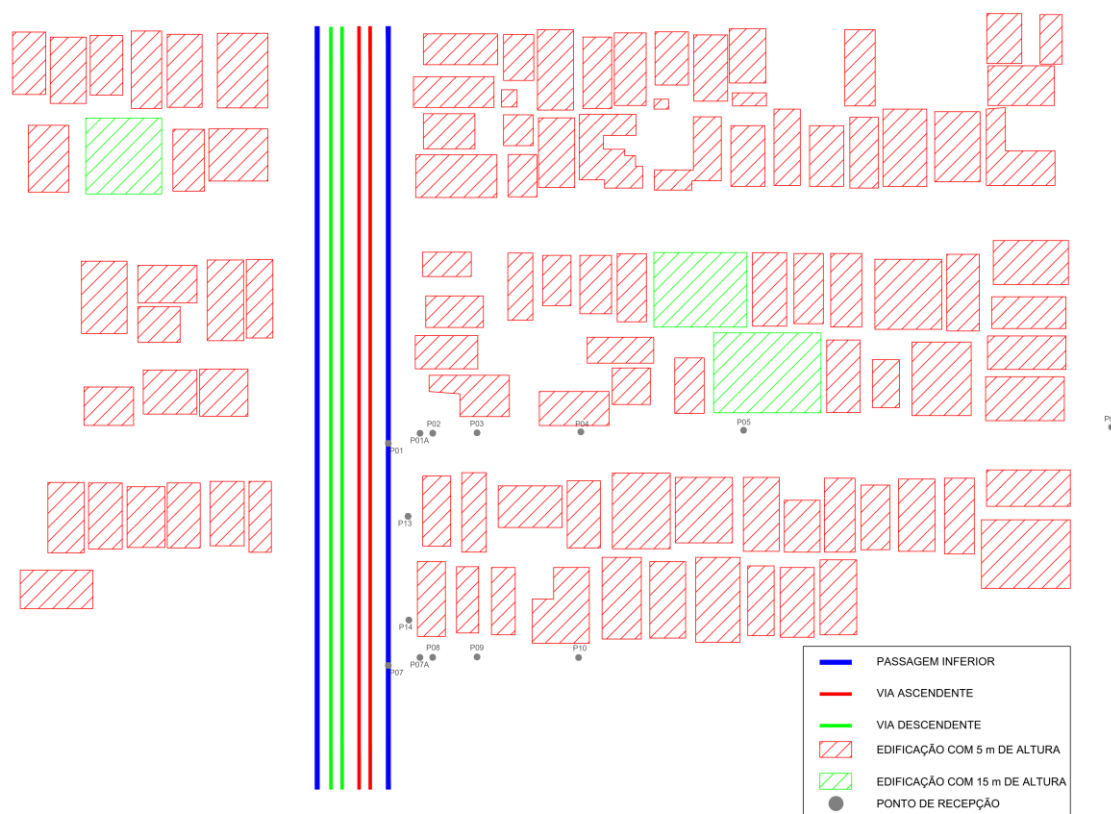 P01
P01A
P02
P03
P04
P05
P13
P14
P07
P07A
P08
P09
P10
PASSAGEM INFERIOR
VIA ASCENDENTE
VIA DESCENDENTE
EDIFICAÇÃO COM 5 m DE ALTURA
EDIFICAÇÃO COM 15 m DE ALTURA
PONTO DE RECEPÇÃO